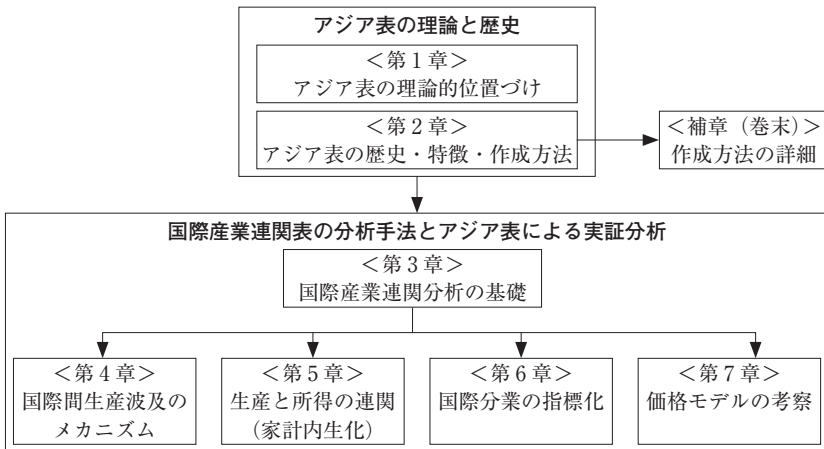 アジア表の理論と歴史
＜第１章＞
アジア表の理論的位置づけ
＜第２章＞
アジア表の歴史・特徴・作成方法
＜補章（巻末）＞
作成方法の詳細
国際産業連関表の分析手法とアジア表による実証分析
＜第３章＞
国際産業連関分析の基礎
＜第４章＞
国際間生産波及の
メカニズム
＜第５章＞
生産と所得の連関
（家計内生化）
＜第６章＞
国際分業の指標化
＜第７章＞
価格モデルの考察